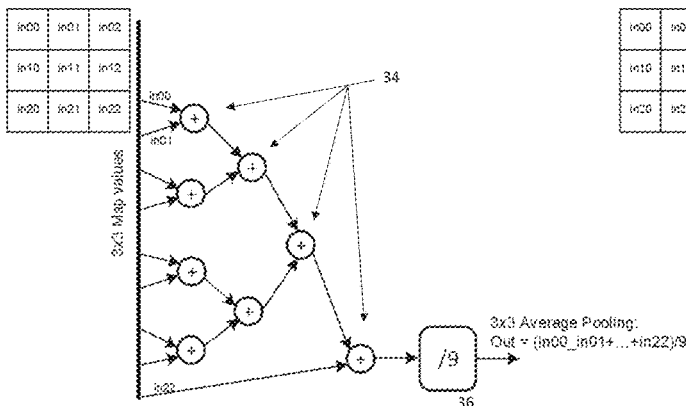 in00 in01 in02
in10 in11 in12
in20 in21 in22
in00
in01
3x3 Map values
+
+
+
+
+
+
+
+
in22
34
/9
36
3x3 Average Pooling:
Out = (in00_in01+...+in22)/9
in00
in10
in20